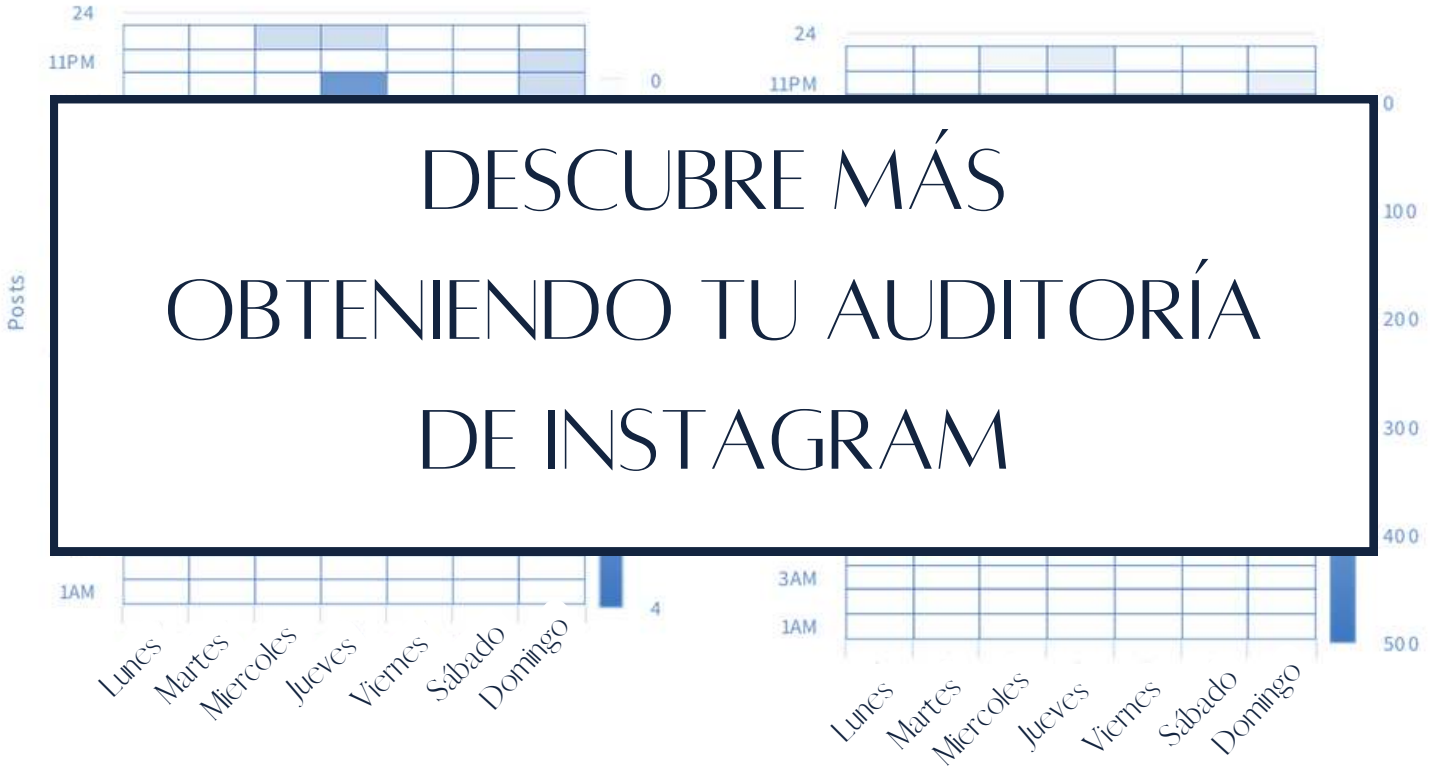 24
11PM
0
Posts
1AM
4
Lunes
Martes
Miercoles
Jueves
Viernes
Sábado
Domingo
24
11PM
0
100
200
300
400
500
3AM
1AM
Lunes
Martes
Miercoles
Jueves
Viernes
Sábado
Domingo
DESCUBRE MÁS
OBTENIENDO TU AUDITORÍA
DE INSTAGRAM